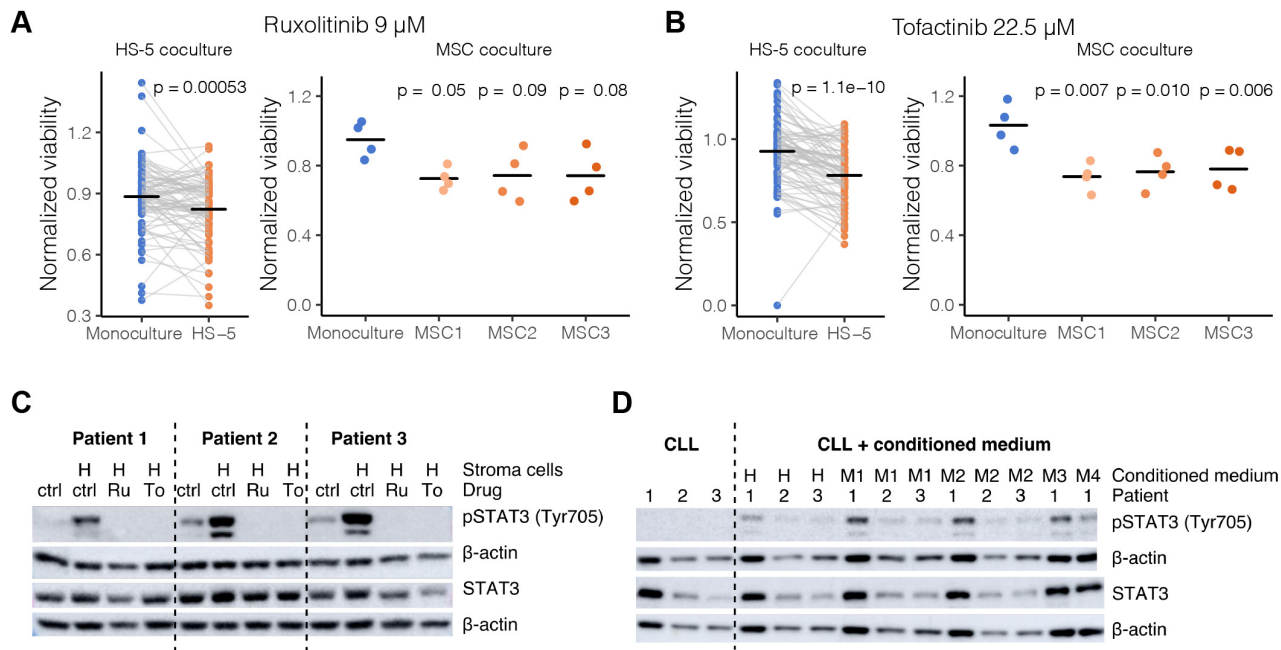 A
Ruxolitinib 9 µM
HS-5 coculture
MSC coculture
Normalized viability
p = 0.00053
1.2
0.9
0.6
0.3
Monoculture HS–5
Normalized viability
p = 0.05 p = 0.09 p = 0.08
1.2
0.8
0.4
0.0
Monoculture MSC1 MSC2 MSC3
B
Tofactinib 22.5 µM
HS-5 coculture
MSC coculture
Normalized viability
p = 1.1e−10
1.0
0.5
0.0
Monoculture HS–5
Normalized viability
p = 0.007 p = 0.010 p = 0.006
1.2
0.8
0.4
0.0
Monoculture MSC1 MSC2 MSC3
C
Patient 1 Patient 2 Patient 3
H H H H H H H H H Stroma cells
ctrl ctrl Ru To ctrl ctrl Ru To ctrl ctrl Ru To Drug
pSTAT3 (Tyr705)
β-actin
STAT3
β-actin
D
CLL CLL + conditioned medium
H H H M1 M1 M1 M2 M2 M2 M3 M4 Conditioned medium
1 2 3 1 2 3 1 2 3 1 2 3 1 1 Patient
pSTAT3 (Tyr705)
β-actin
STAT3
β-actin